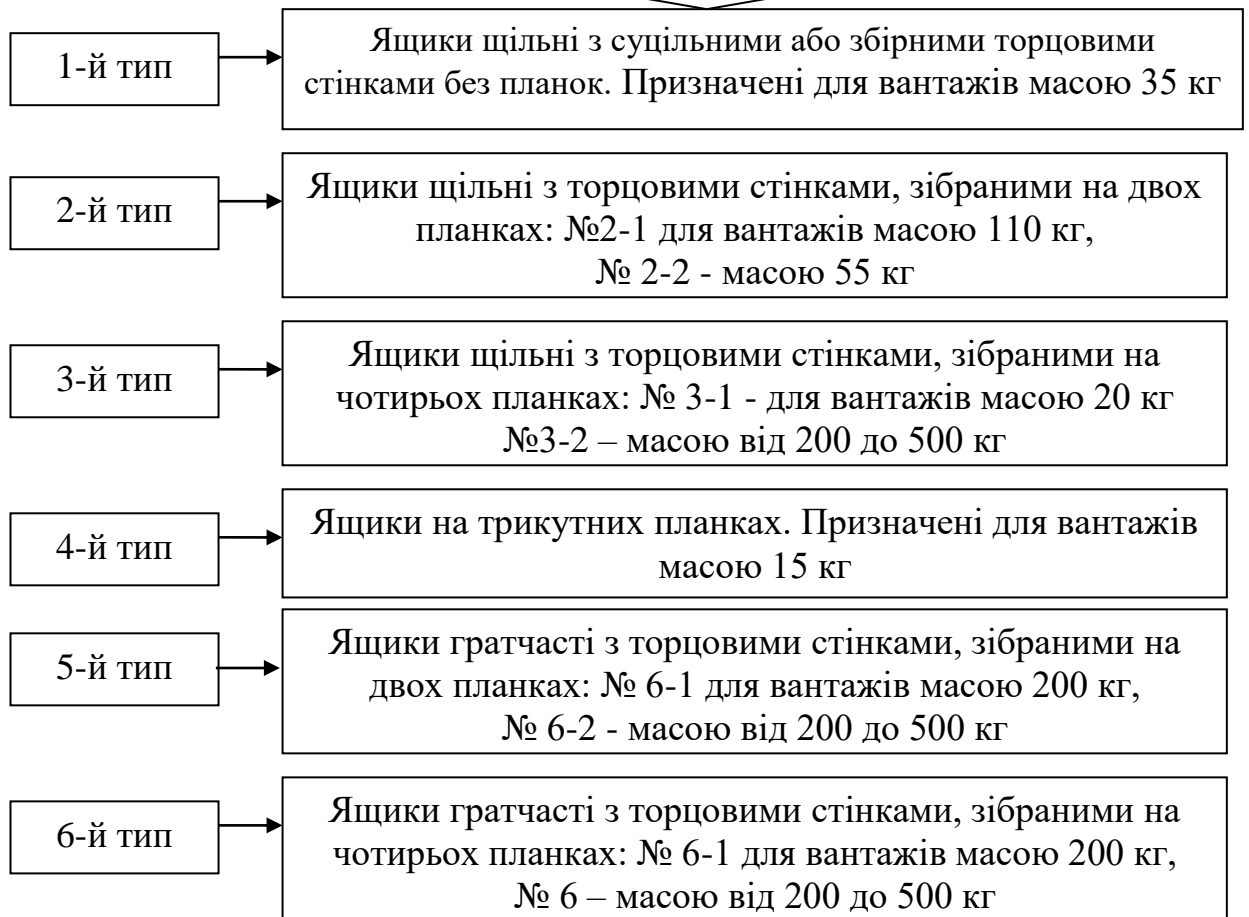 1-й тип
Ящики щільні з суцільними або збірними торцовими
стінками без планок. Призначені для вантажів масою 35 кг
2-й тип
Ящики щільні з торцовими стінками, зібраними на двох
планках: №2-1 для вантажів масою 110 кг,
№ 2-2 - масою 55 кг
3-й тип
Ящики щільні з торцовими стінками, зібраними на
чотирьох планках: № 3-1 - для вантажів масою 20 кг
№3-2 – масою від 200 до 500 кг
4-й тип
Ящики на трикутних планках. Призначені для вантажів
масою 15 кг
5-й тип
Ящики гратчасті з торцовими стінками, зібраними на
двох планках: № 6-1 для вантажів масою 200 кг,
№ 6-2 - масою від 200 до 500 кг
6-й тип
Ящики гратчасті з торцовими стінками, зібраними на
чотирьох планках: № 6-1 для вантажів масою 200 кг,
№ 6 – масою від 200 до 500 кг